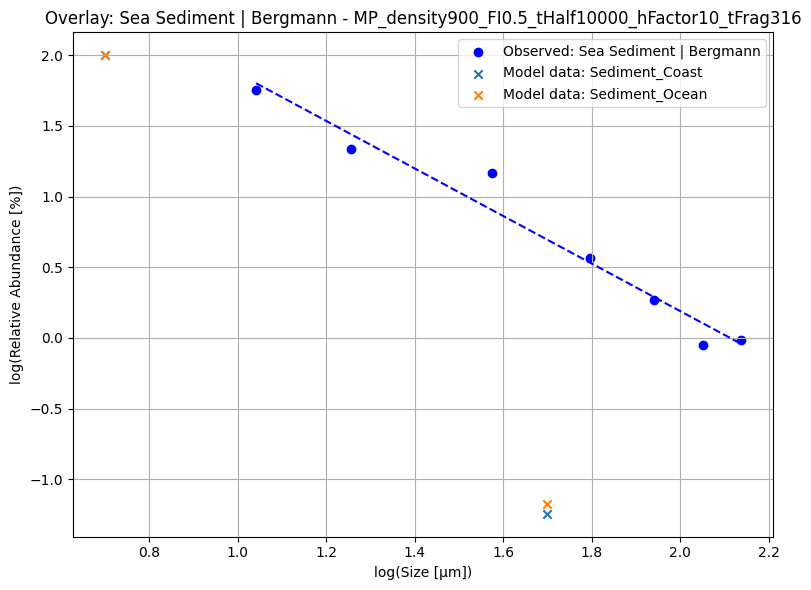 Overlay: Sea Sediment | Bergmann - MP_density900_FI0.5_tHalf10000_hFactor10_tFrag316
Observed: Sea Sediment | Bergmann
Model data: Sediment_Coast
Model data: Sediment_Ocean
log(Relative Abundance [%])
2.0
1.5
1.0
0.5
0.0
−0.5
−1.0
0.8 1.0 1.2 1.4 1.6 1.8 2.0 2.2
log(Size [µm])